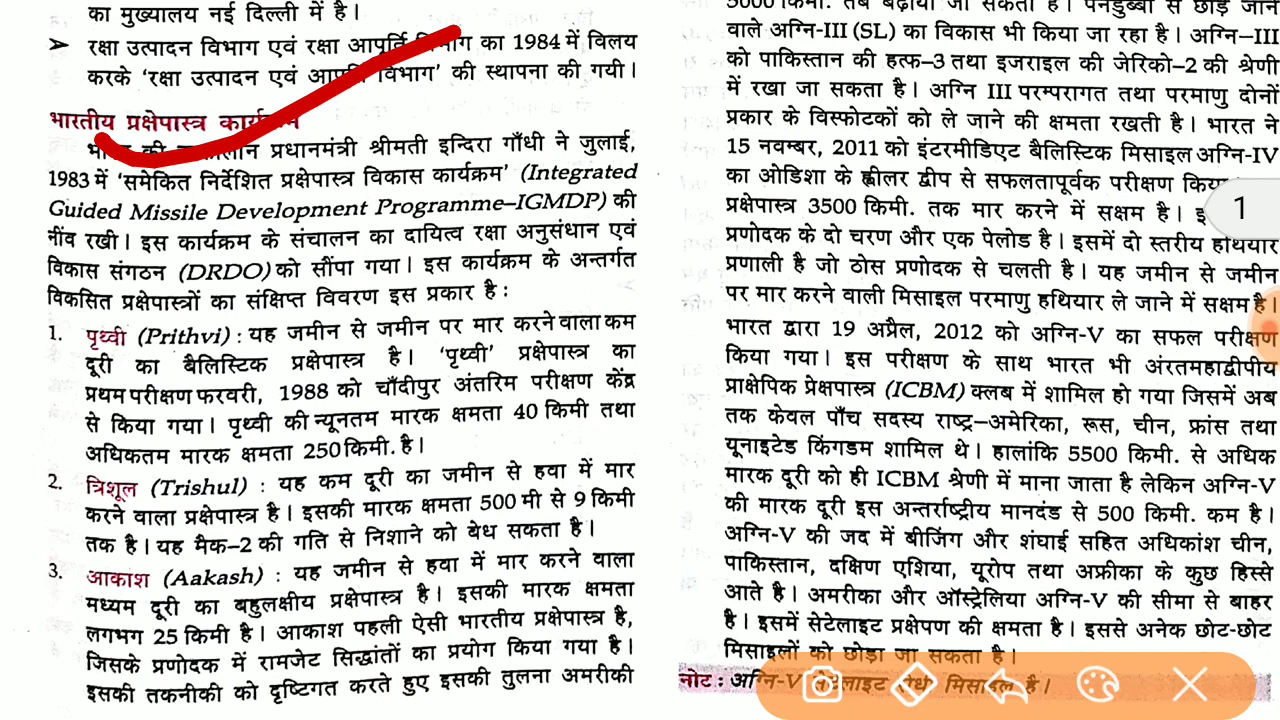 का मुख्यालय नई दिल्ली में है।
➤ रक्षा उत्पादन विभाग एवं रक्षा आपूर्ति विभाग का 1984 में विलय
करके ‘रक्षा उत्पादन एवं आपूर्ति विभाग’ की स्थापना की गयी।
भारतीय प्रक्षेपास्त्र कार्यक्रम
भारत की तत्कालीन प्रधानमंत्री श्रीमती इन्दिरा गाँधी ने जुलाई,
1983 में ‘समेकित निर्देशित प्रक्षेपास्त्र विकास कार्यक्रम’ (Integrated
Guided Missile Development Programme–IGMDP) की
नींव रखी। इस कार्यक्रम के संचालन का दायित्व रक्षा अनुसंधान एवं
विकास संगठन (DRDO) को सौंपा गया। इस कार्यक्रम के अन्तर्गत
विकसित प्रक्षेपास्त्रों का संक्षिप्त विवरण इस प्रकार है :
1. पृथ्वी (Prithvi) : यह जमीन से जमीन पर मार करने वाला कम
दूरी का बैलिस्टिक प्रक्षेपास्त्र है। ‘पृथ्वी’ प्रक्षेपास्त्र का
प्रथम परीक्षण फरवरी, 1988 को चाँदीपुर अंतरिम परीक्षण केंद्र
से किया गया। पृथ्वी की न्यूनतम मारक क्षमता 40 किमी तथा
अधिकतम मारक क्षमता 250 किमी. है।
2. त्रिशूल (Trishul) : यह कम दूरी का जमीन से हवा में मार
करने वाला प्रक्षेपास्त्र है। इसकी मारक क्षमता 500 मी से 9 किमी
तक है। यह मैक–2 की गति से निशाने को बेध सकता है।
3. आकाश (Aakash) : यह जमीन से हवा में मार करने वाला
मध्यम दूरी का बहुलक्षीय प्रक्षेपास्त्र है। इसकी मारक क्षमता
लगभग 25 किमी है। आकाश पहली ऐसी भारतीय प्रक्षेपास्त्र है,
जिसके प्रणोदक में रामजेट सिद्धांतों का प्रयोग किया गया है।
इसकी तकनीकी को दृष्टिगत करते हुए इसकी तुलना अमरीकी
5000 किमी. तक बढ़ाया जा सकता है। पनडुब्बी से छोड़े जाने
वाले अग्नि-III (SL) का विकास भी किया जा रहा है। अग्नि–III
को पाकिस्तान की हत्फ–3 तथा इजराइल की जेरिको–2 की श्रेणी
में रखा जा सकता है। अग्नि III परम्परागत तथा परमाणु दोनों
प्रकार के विस्फोटकों को ले जाने की क्षमता रखती है। भारत ने
15 नवम्बर, 2011 को इंटरमीडिएट बैलिस्टिक मिसाइल अग्नि-IV
का ओडिशा के ह्वीलर द्वीप से सफलतापूर्वक परीक्षण
प्रक्षेपास्त्र 3500 किमी. तक मार करने में सक्षम है।
प्रणोदक के दो चरण और एक पेलोड है। इसमें दो स्तरीय हथियार
प्रणाली है जो ठोस प्रणोदक से चलती है। यह जमीन से जमीन
पर मार करने वाली मिसाइल परमाणु हथियार ले जाने में सक्षम है।
भारत द्वारा 19 अप्रैल, 2012 को अग्नि-V का सफल परीक्षण
किया गया। इस परीक्षण के साथ भारत भी अंरतमहाद्वीपीय
प्राक्षेपिक प्रेक्षपास्त्र (ICBM) क्लब में शामिल हो गया जिसमें अब
तक केवल पाँच सदस्य राष्ट्र–अमेरिका, रूस, चीन, फ्रांस तथा
यूनाइटेड किंगडम शामिल थे। हालांकि 5500 किमी. से अधिक
मारक दूरी को ही ICBM श्रेणी में माना जाता है लेकिन अग्नि-V
की मारक दूरी इस अन्तर्राष्ट्रीय मानदंड से 500 किमी. कम है।
अग्नि-V की जद में बीजिंग और शंघाई सहित अधिकांश चीन,
पाकिस्तान, दक्षिण एशिया, यूरोप तथा अफ्रीका के कुछ हिस्से
आते है। अमरीका और ऑस्ट्रेलिया अग्नि-V की सीमा से बाहर
है। इसमें सेटेलाइट प्रक्षेपण की क्षमता है। इससे अनेक छोट-छोट
मिसाइलों को छोड़ा जा सकता है।
नोट : अग्नि-V मिसाइल है।
1